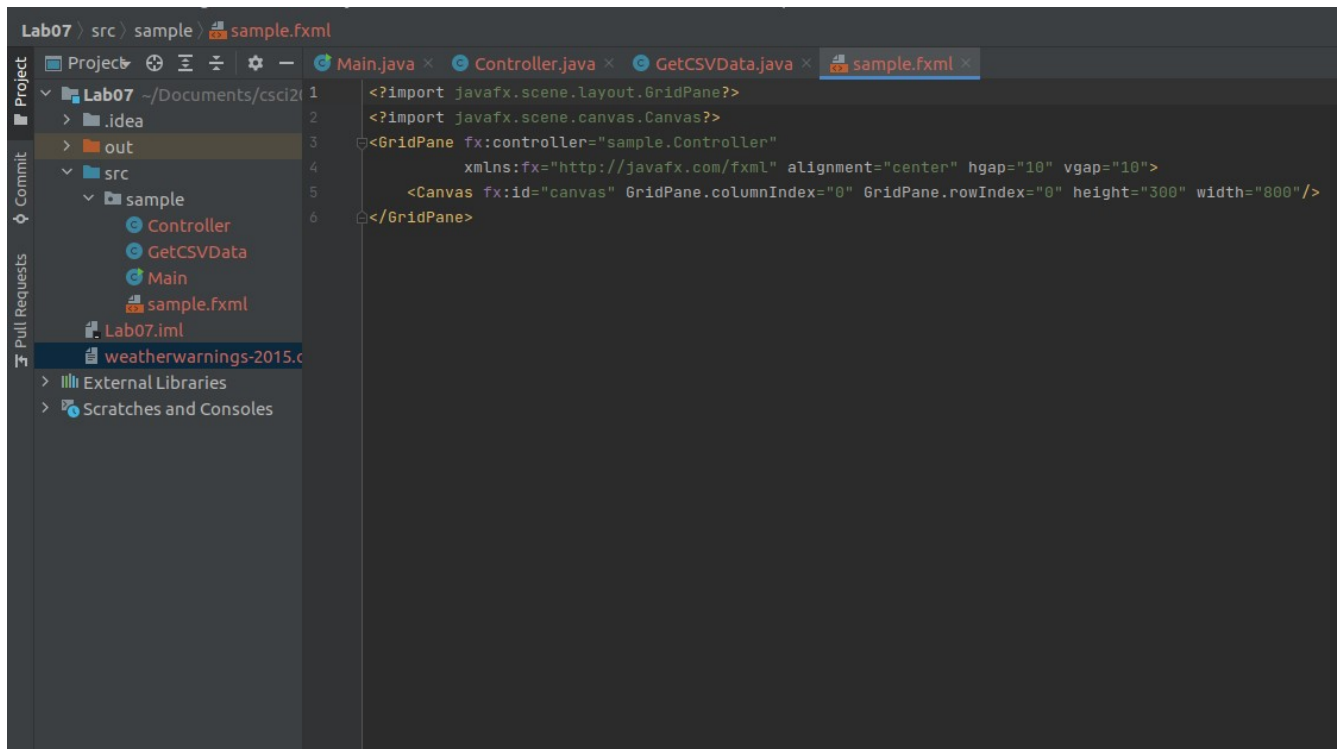 Lab07 〉 src 〉 sample 〉 sample.fxml
Project
Main.java × Controller.java × GetCSVData.java × sample.fxml ×
Project
Commit
Pull Requests
Lab07 ~/Documents/csci20
.idea
out
src
sample
Controller
GetCSVData
Main
sample.fxml
Lab07.iml
weatherwarnings-2015.c
External Libraries
Scratches and Consoles
1 <?import javafx.scene.layout.GridPane?>
2 <?import javafx.scene.canvas.Canvas?>
3 <GridPane fx:controller="sample.Controller"
4 xmlns:fx="http://javafx.com/fxml" alignment="center" hgap="10" vgap="10">
5 <Canvas fx:id="canvas" GridPane.columnIndex="0" GridPane.rowIndex="0" height="300" width="800"/>
6 </GridPane>